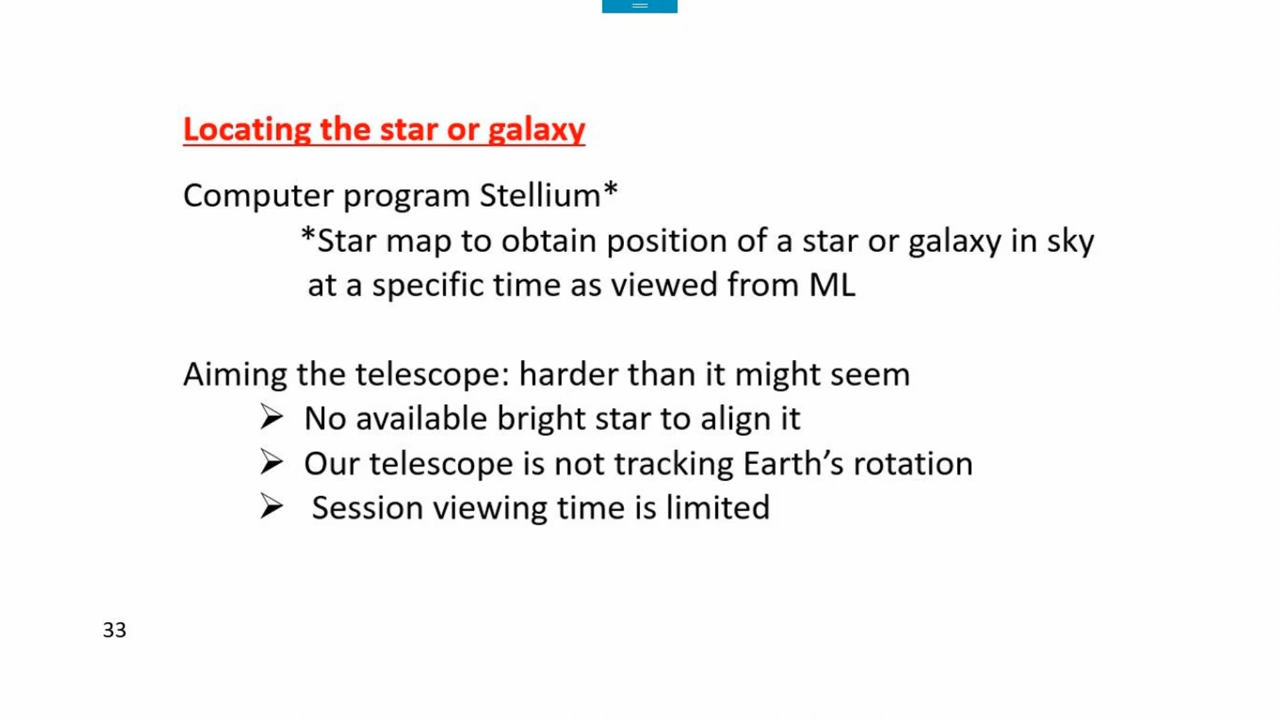 Locating the star or galaxy
Computer program Stellium*
*Star map to obtain position of a star or galaxy in sky
at a specific time as viewed from ML
Aiming the telescope: harder than it might seem
➢ No available bright star to align it
➢ Our telescope is not tracking Earth’s rotation
➢ Session viewing time is limited
33